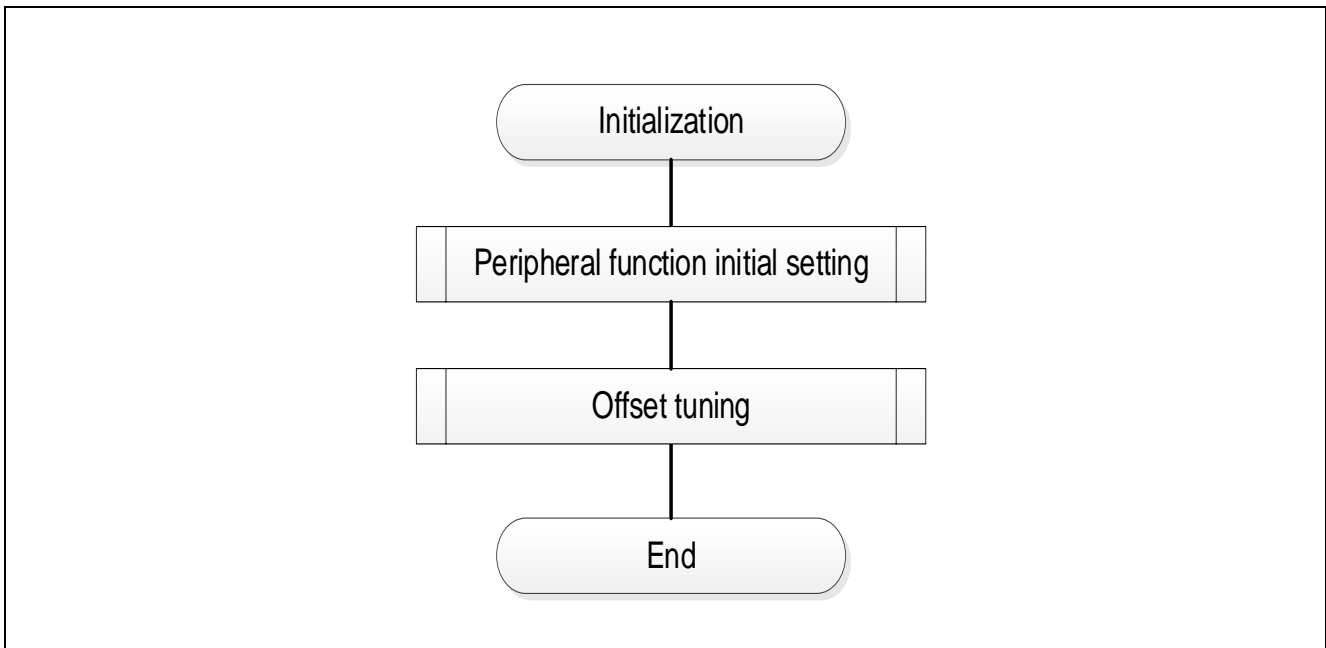 Initialization
Peripheral function initial setting
Offset tuning
End